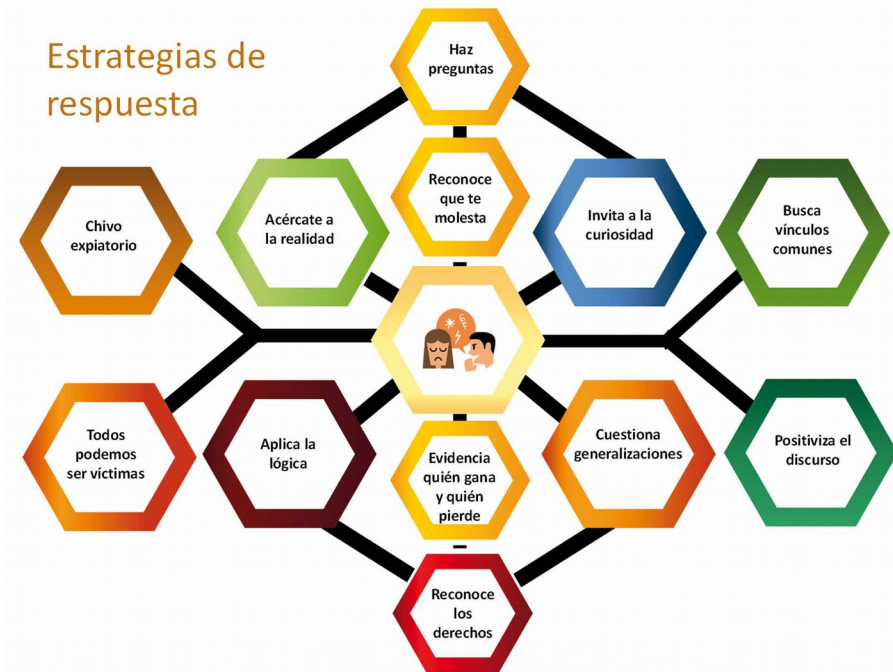 Estrategias de
respuesta
Haz
preguntas
Reconoce
que te
molesta
Chivo
expiatorio
Acércate a
la realidad
Invita a la
curiosidad
Busca
vínculos
comunes
Todos
podemos
ser víctimas
Aplica la
lógica
Evidencia
quién gana
y quién
pierde
Cuestiona
generalizaciones
Positiviza el
discurso
Reconoce
los
derechos